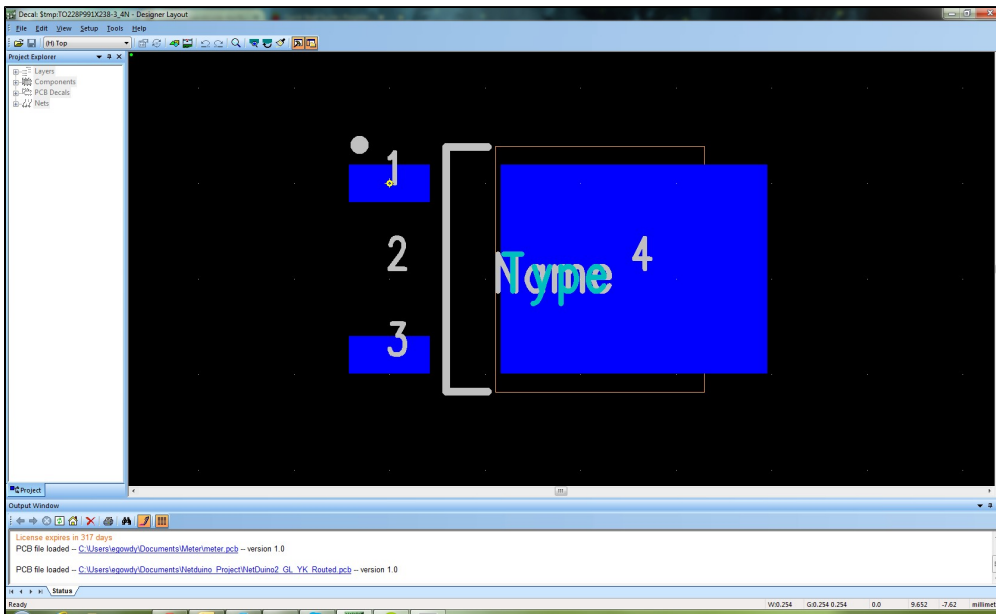 Decal: $tmp:TO228P991X238-3_4N - Designer Layout
File Edit View Setup Tools Help
(H) Top
Project Explorer
Layers
Components
PCB Decals
Nets
1
2
3
4
Name
Type
Project
Output Window
License expires in 317 days
PCB file loaded -- C:\Users\egowdy\Documents\Meter\meter.pcb -- version 1.0
PCB file loaded -- C:\Users\egowdy\Documents\Netduino_Project\NetDuino2_GL_YK_Routed.pcb -- version 1.0
Status
Ready W:0.254 G:0.254 0.254 0.0 9.652 -7.62 millimet